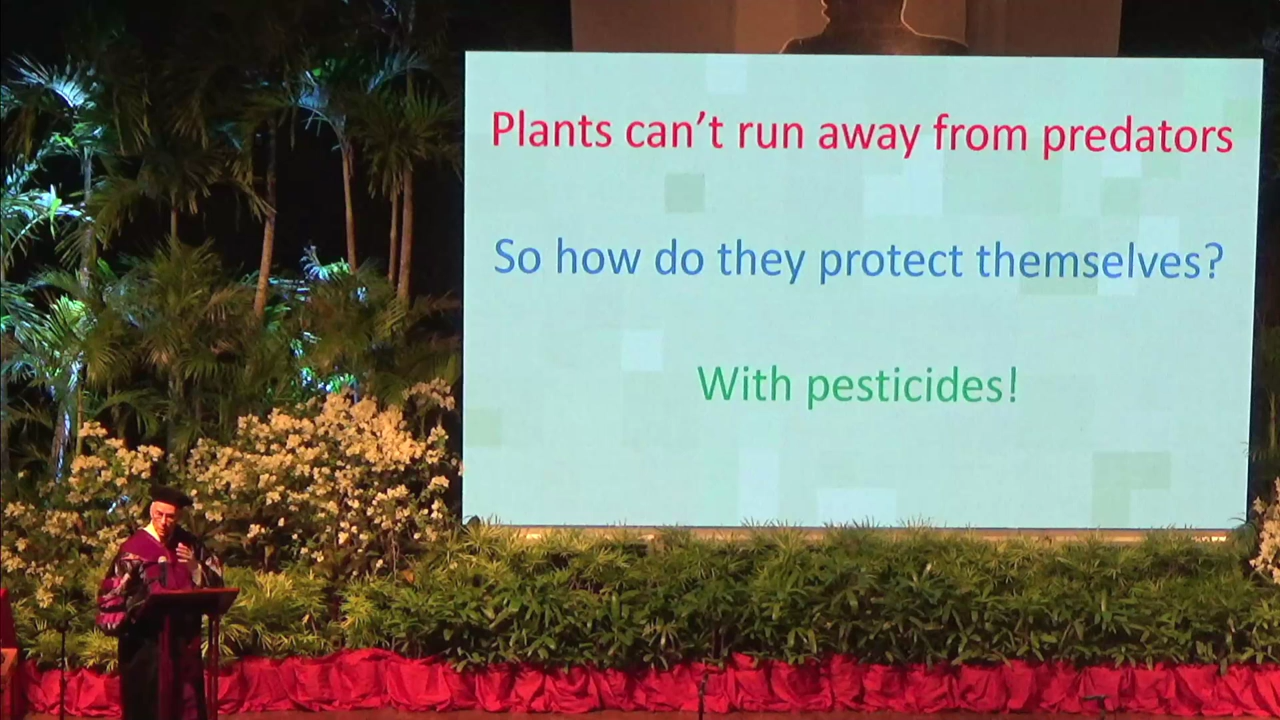 Plants can’t run away from predators
So how do they protect themselves?
With pesticides!